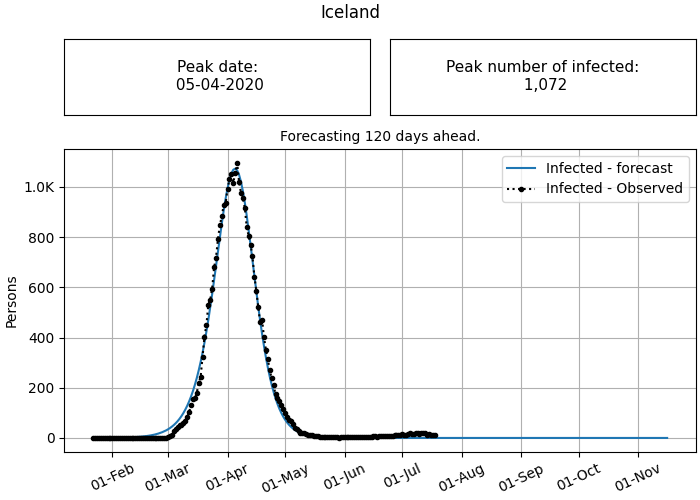 Iceland
Peak date:
05-04-2020
Peak number of infected:
1,072
Forecasting 120 days ahead.
Infected - forecast
Infected - Observed
1.0K
800
600
400
200
0
Persons
01-Feb
01-Mar
01-Apr
01-May
01-Jun
01-Jul
01-Aug
01-Sep
01-Oct
01-Nov